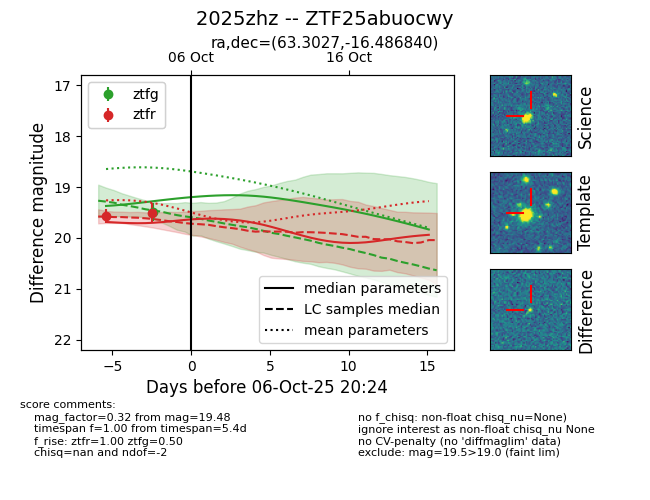 2025zhz -- ZTF25abuocwy
ra,dec=(63.3027,-16.486840)
06 Oct
16 Oct
17
18
19
20
21
22
Difference magnitude
ztfg
ztfr
median parameters
LC samples median
mean parameters
−5
0
5
10
15
Days before 06-Oct-25 20:24
Science
Template
Difference
score comments:
mag_factor=0.32 from mag=19.48
timespan f=1.00 from timespan=5.4d
f_rise: ztfr=1.00 ztfg=0.50
chisq=nan and ndof=-2
no f_chisq: non-float chisq_nu=None)
ignore interest as non-float chisq_nu None
no CV-penalty (no 'diffmaglim' data)
exclude: mag=19.5>19.0 (faint lim)